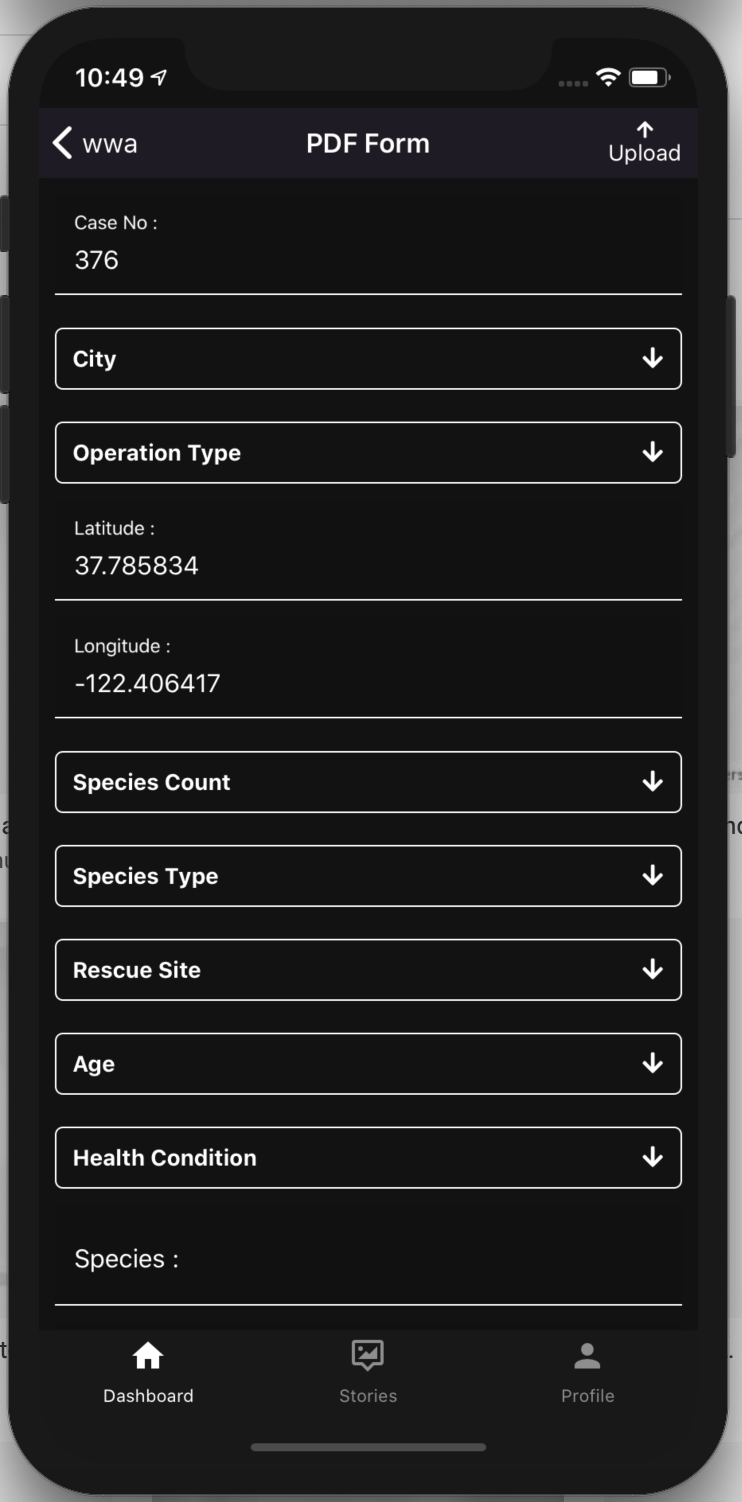 10:49
wwa
PDF Form
Upload
Case No :
376
City
Operation Type
Latitude :
37.785834
Longitude :
-122.406417
Species Count
Species Type
Rescue Site
Age
Health Condition
Species :
Dashboard
Stories
Profile